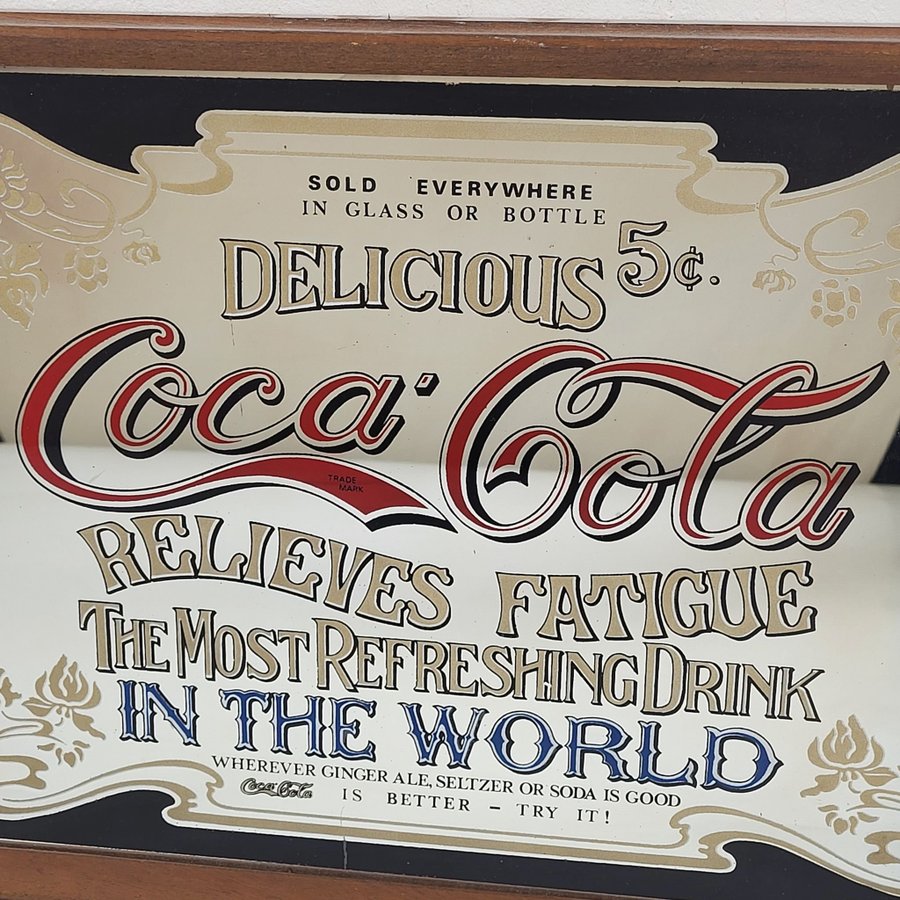 SOLD EVERYWHERE
IN GLASS OR BOTTLE
DELICIOUS 5¢.
Coca-Cola
TRADE
MARK
RELIEVES FATIGUE
THE MOST REFRESHING DRINK
IN THE WORLD
WHEREVER GINGER ALE, SELTZER OR SODA IS GOOD
Coca-Cola IS BETTER – TRY IT!